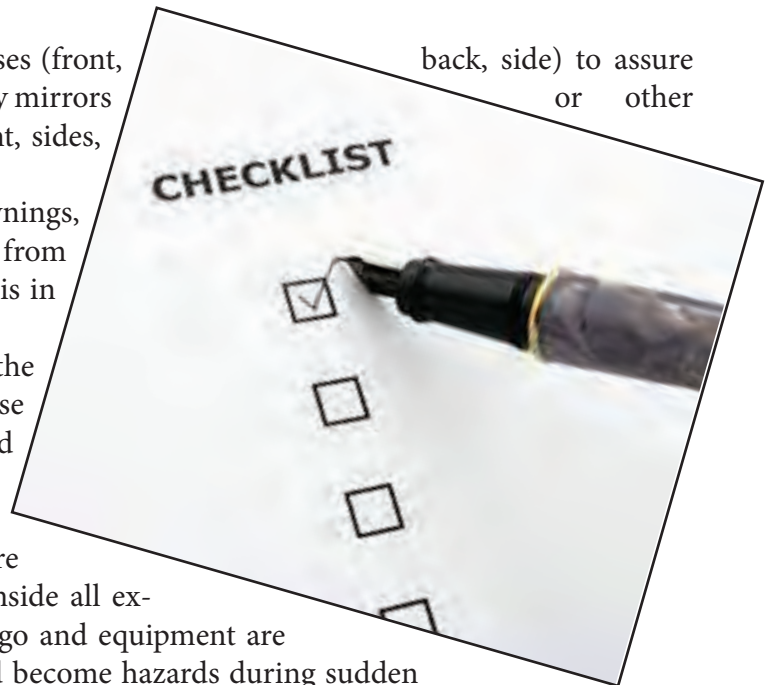 ses (front, back, side) to assure
y mirrors or other
nt, sides,
CHECKLIST
nings,
from
is in
the
se
d
re
nside all ex-
go and equipment are
d become hazards during sudden